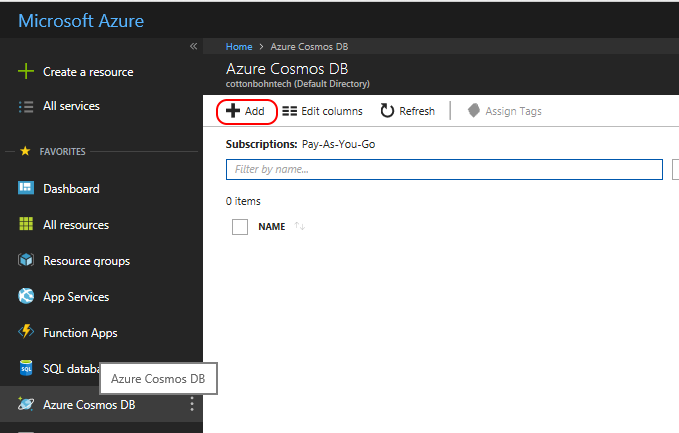 Microsoft Azure
«
Home > Azure Cosmos DB
Create a resource
Azure Cosmos DB
cottonbohntech (Default Directory)
All services
Add Edit columns Refresh Assign Tags
FAVORITES
Subscriptions: Pay-As-You-Go
Filter by name...
Dashboard
0 items
All resources
NAME
Resource groups
App Services
Function Apps
SQL databa
Azure Cosmos DB
Azure Cosmos DB